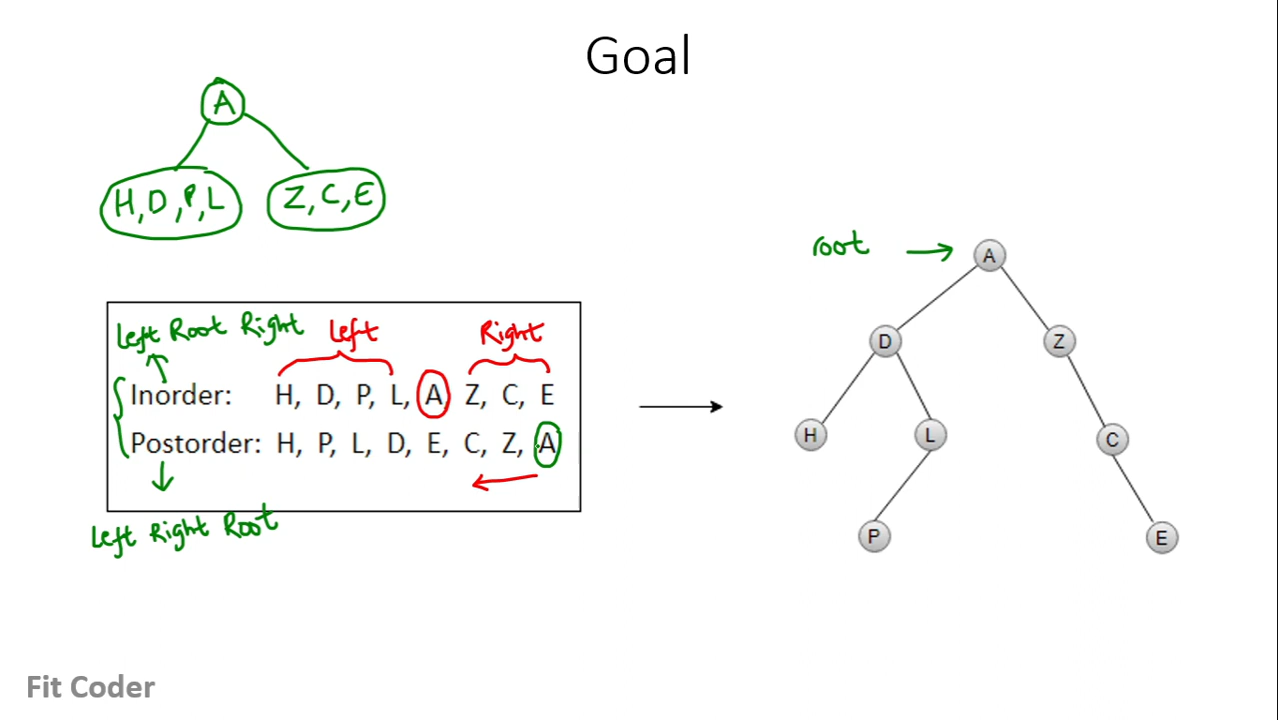 Goal
A
H, D, P, L
Z, C, E
Left Root Right
Left
Right
Inorder: H, D, P, L, A, Z, C, E
Postorder: H, P, L, D, E, C, Z, A
Left Right Root
root
A
D
Z
H
L
C
P
E
Fit Coder